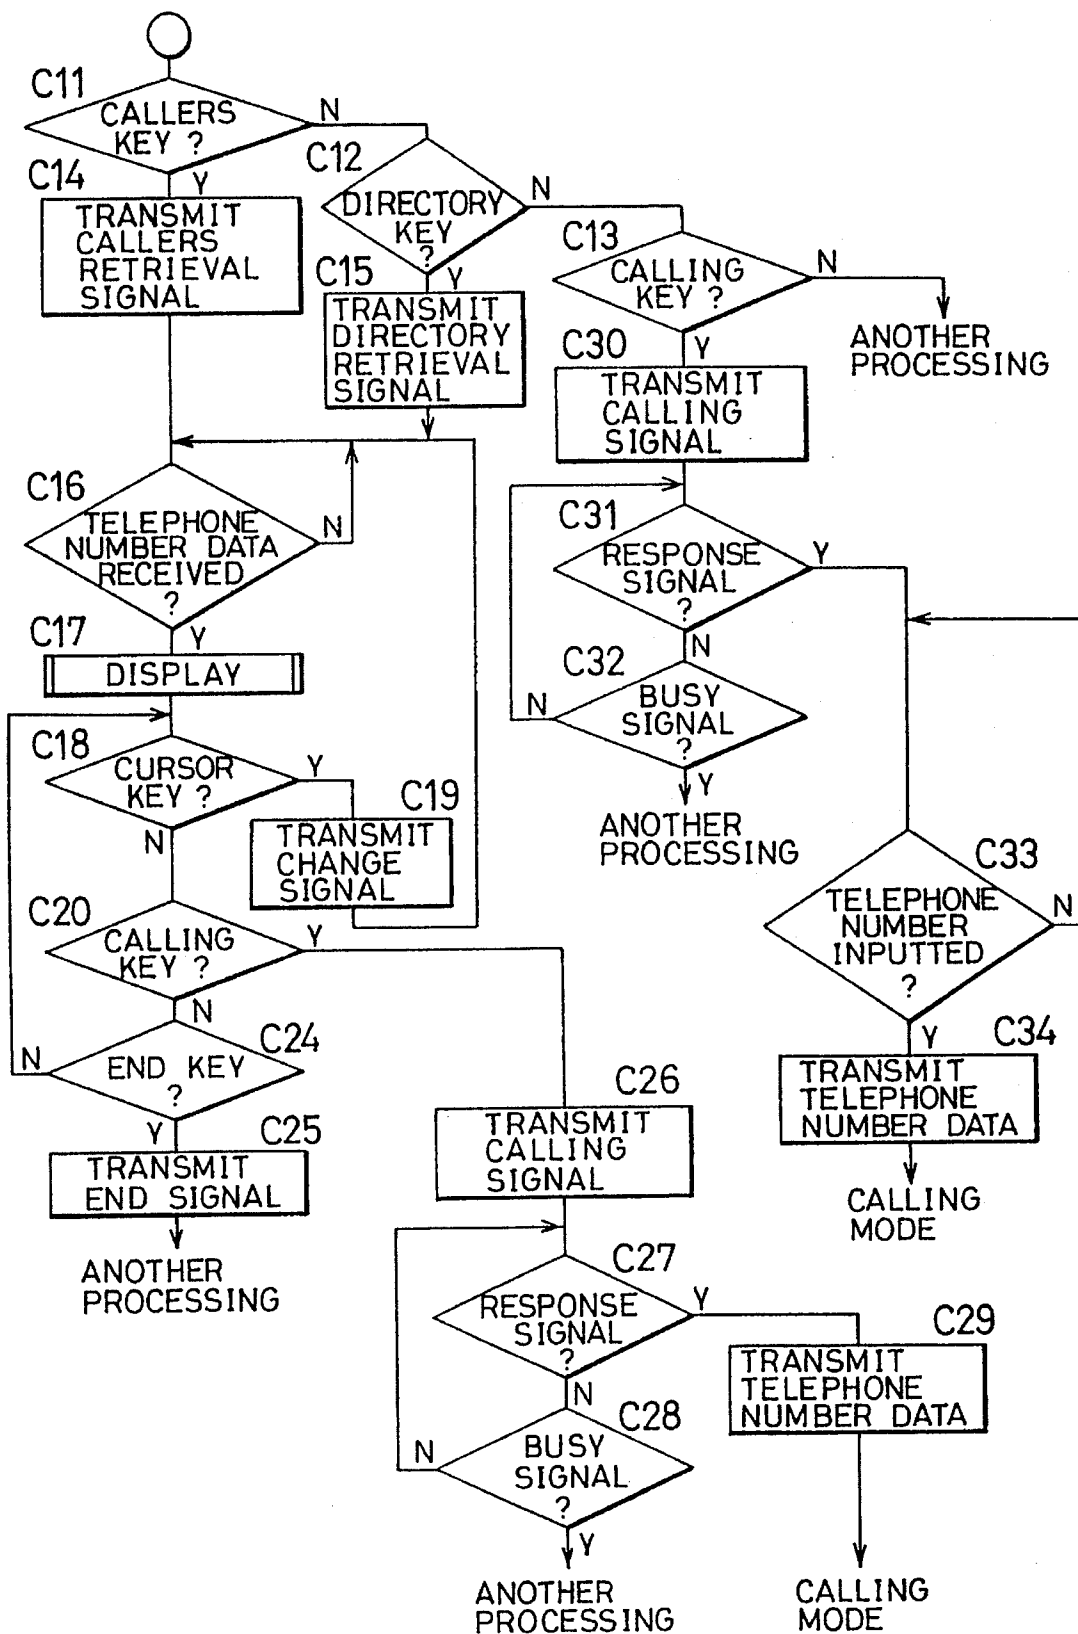 C11
CALLERS
KEY ?
N
Y
C12
DIRECTORY
KEY
?
N
Y
C13
CALLING
KEY ?
N
Y
ANOTHER
PROCESSING
C14
TRANSMIT
CALLERS
RETRIEVAL
SIGNAL
C15
TRANSMIT
DIRECTORY
RETRIEVAL
SIGNAL
C30
TRANSMIT
CALLING
SIGNAL
C16
TELEPHONE
NUMBER DATA
RECEIVED
?
N
Y
C31
RESPONSE
SIGNAL
?
Y
N
C17
DISPLAY
C32
BUSY
SIGNAL
?
N
Y
ANOTHER
PROCESSING
C18
CURSOR
KEY ?
Y
N
C19
TRANSMIT
CHANGE
SIGNAL
C33
TELEPHONE
NUMBER
INPUTTED
?
N
Y
C20
CALLING
KEY ?
Y
N
C24
END KEY
?
N
Y
C34
TRANSMIT
TELEPHONE
NUMBER DATA
CALLING
MODE
C25
TRANSMIT
END SIGNAL
ANOTHER
PROCESSING
C26
TRANSMIT
CALLING
SIGNAL
C27
RESPONSE
SIGNAL
?
Y
N
C29
TRANSMIT
TELEPHONE
NUMBER DATA
C28
BUSY
SIGNAL
?
N
Y
ANOTHER
PROCESSING
CALLING
MODE